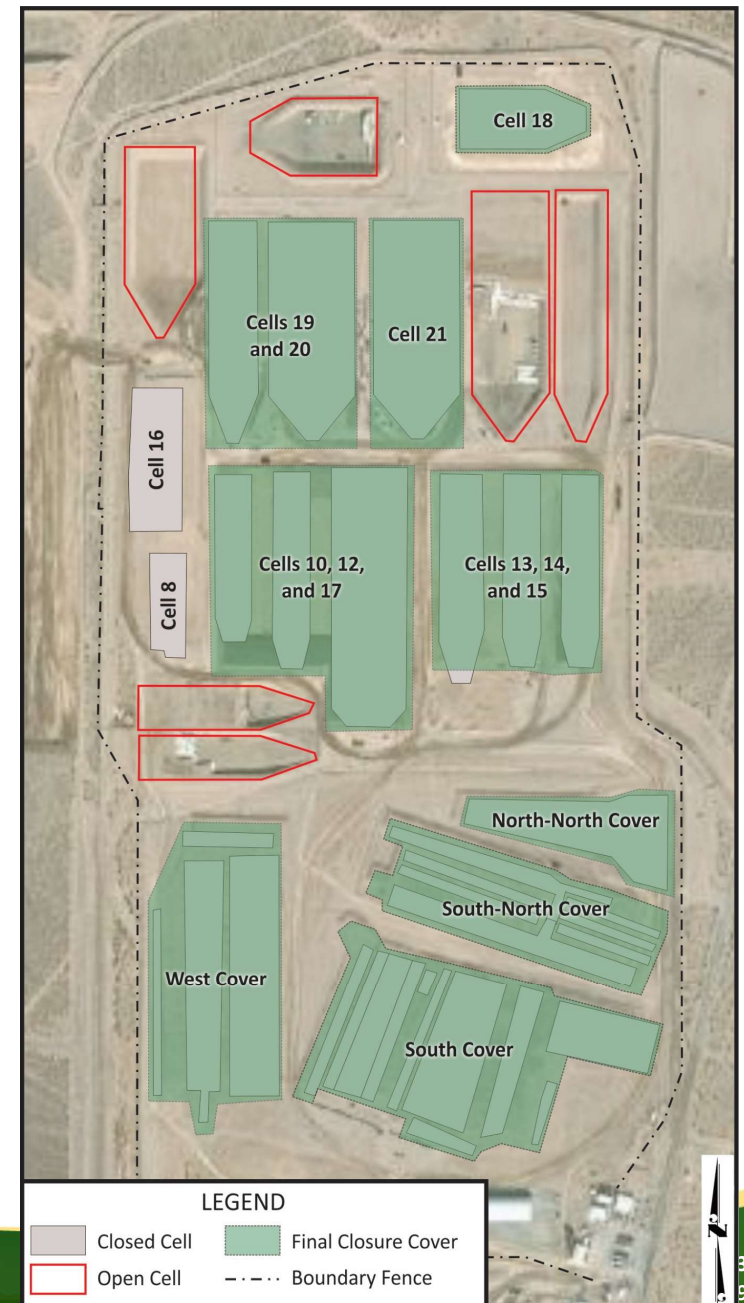 Cell 18
Cells 19
and 20
Cell 21
Cell 16
Cells 10, 12,
and 17
Cells 13, 14,
and 15
Cell 8
North-North Cover
South-North Cover
West Cover
South Cover
LEGEND
Closed Cell
Final Closure Cover
Open Cell
Boundary Fence
N